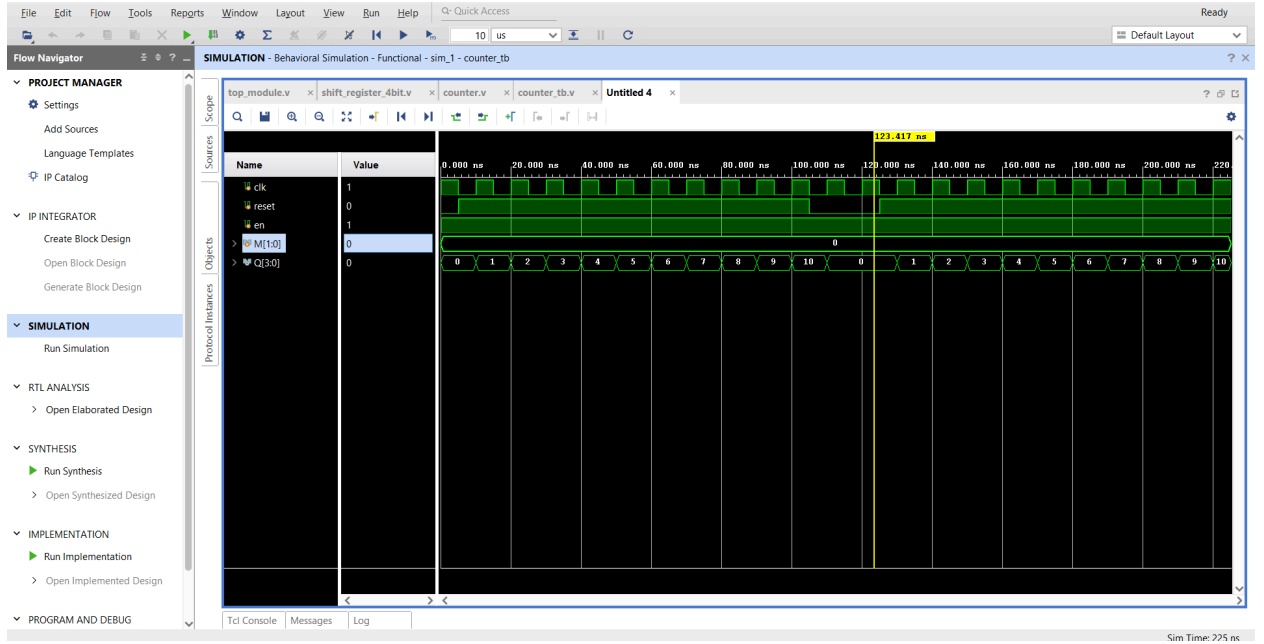 File Edit Flow Tools Reports Window Layout View Run Help Q- Quick Access Ready
10 us Default Layout
Flow Navigator ? SIMULATION - Behavioral Simulation - Functional - sim_1 - counter_tb ? ×
PROJECT MANAGER
Settings
Add Sources
Language Templates
IP Catalog
IP INTEGRATOR
Create Block Design
Open Block Design
Generate Block Design
SIMULATION
Run Simulation
RTL ANALYSIS
Open Elaborated Design
SYNTHESIS
Run Synthesis
Open Synthesized Design
IMPLEMENTATION
Run Implementation
Open Implemented Design
PROGRAM AND DEBUG
Scope
Sources
Objects
Protocol Instances
top_module.v × shift_register_4bit.v × counter.v × counter_tb.v × Untitled 4 × ?
123.417 ns
Name Value 0.000 ns 20.000 ns 40.000 ns 60.000 ns 80.000 ns 100.000 ns 120.000 ns 140.000 ns 160.000 ns 180.000 ns 200.000 ns 220.
clk 1
reset 0
en 1
M[1:0] 0 0
Q[3:0] 0 0 1 2 3 4 5 6 7 8 9 10 0 1 2 3 4 5 6 7 8 9 10
Tcl Console Messages Log
Sim Time: 225 ns